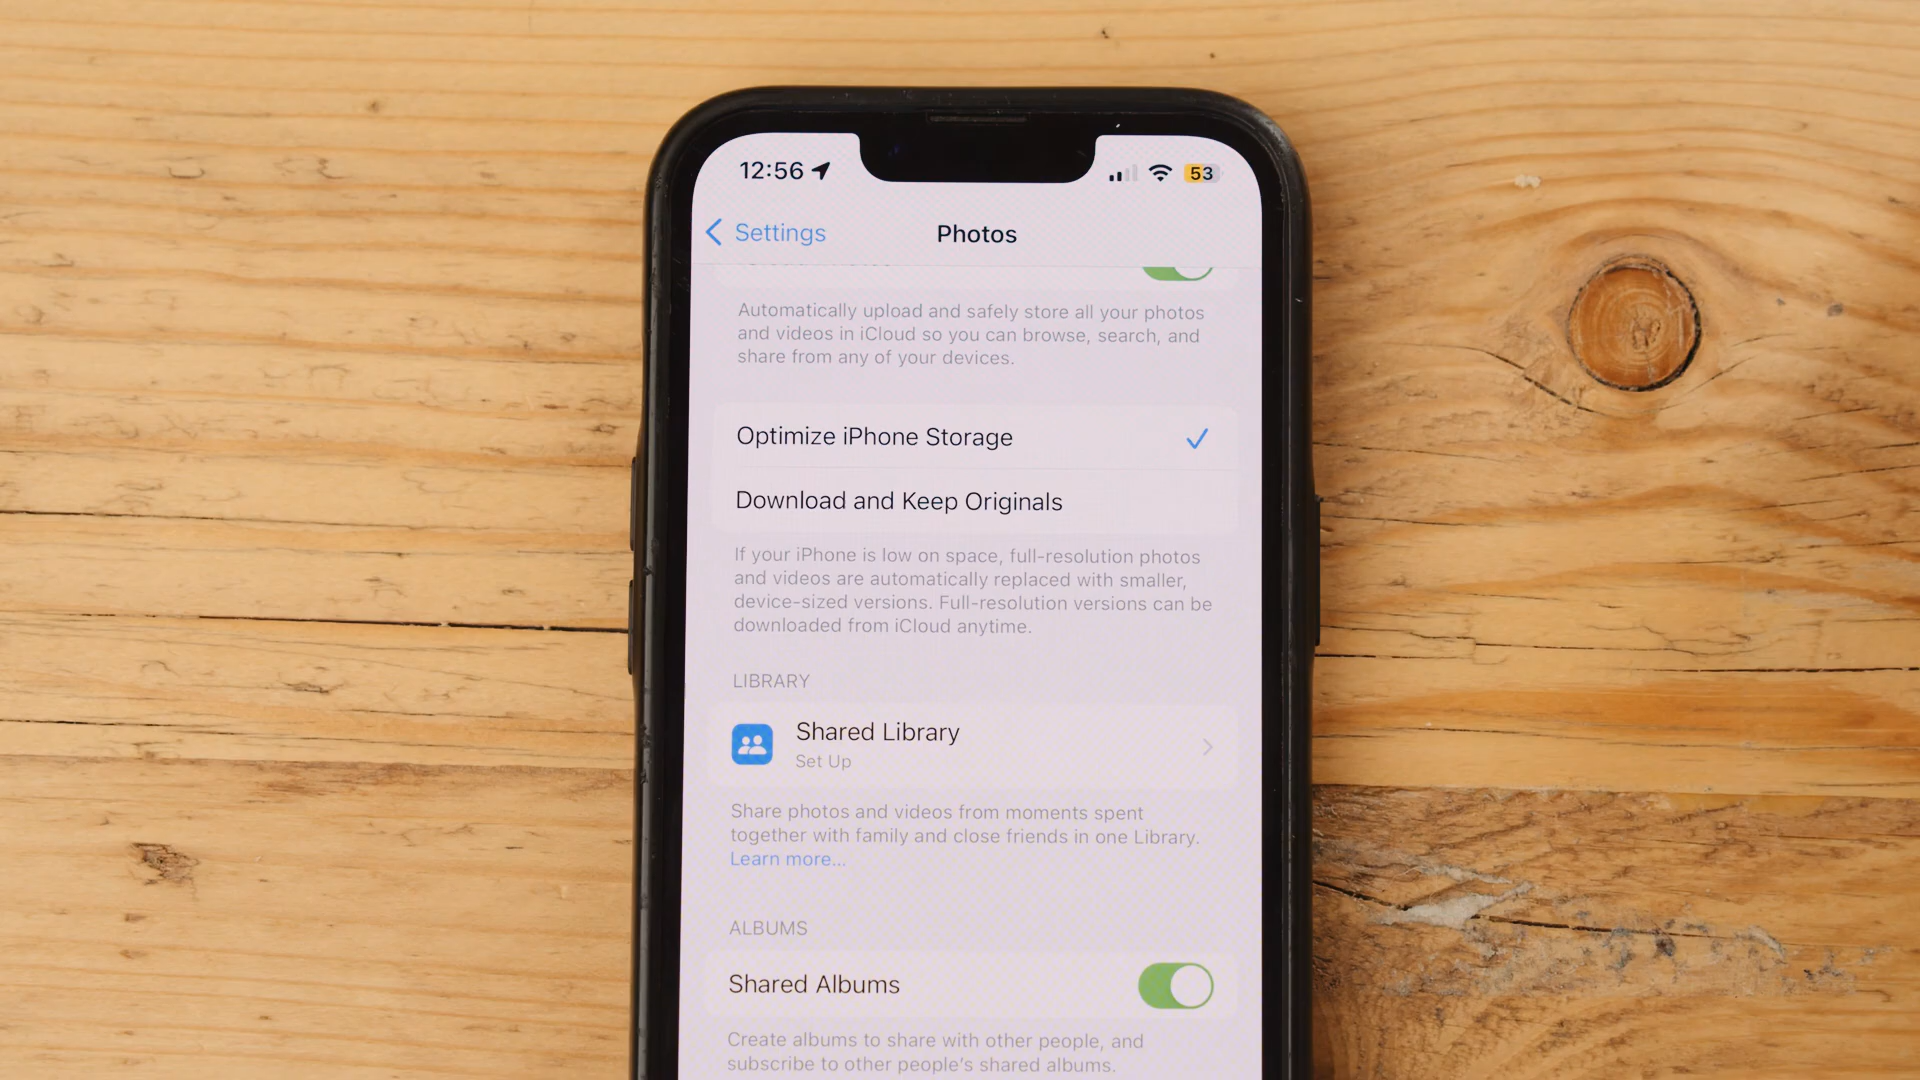 12:56
53
Settings
Photos
Automatically upload and safely store all your photos
and videos in iCloud so you can browse, search, and
share from any of your devices.
Optimize iPhone Storage
Download and Keep Originals
If your iPhone is low on space, full-resolution photos
and videos are automatically replaced with smaller,
device-sized versions. Full-resolution versions can be
downloaded from iCloud anytime.
LIBRARY
Shared Library
Set Up
Share photos and videos from moments spent
together with family and close friends in one Library.
Learn more...
ALBUMS
Shared Albums
Create albums to share with other people, and
subscribe to other people's shared albums.